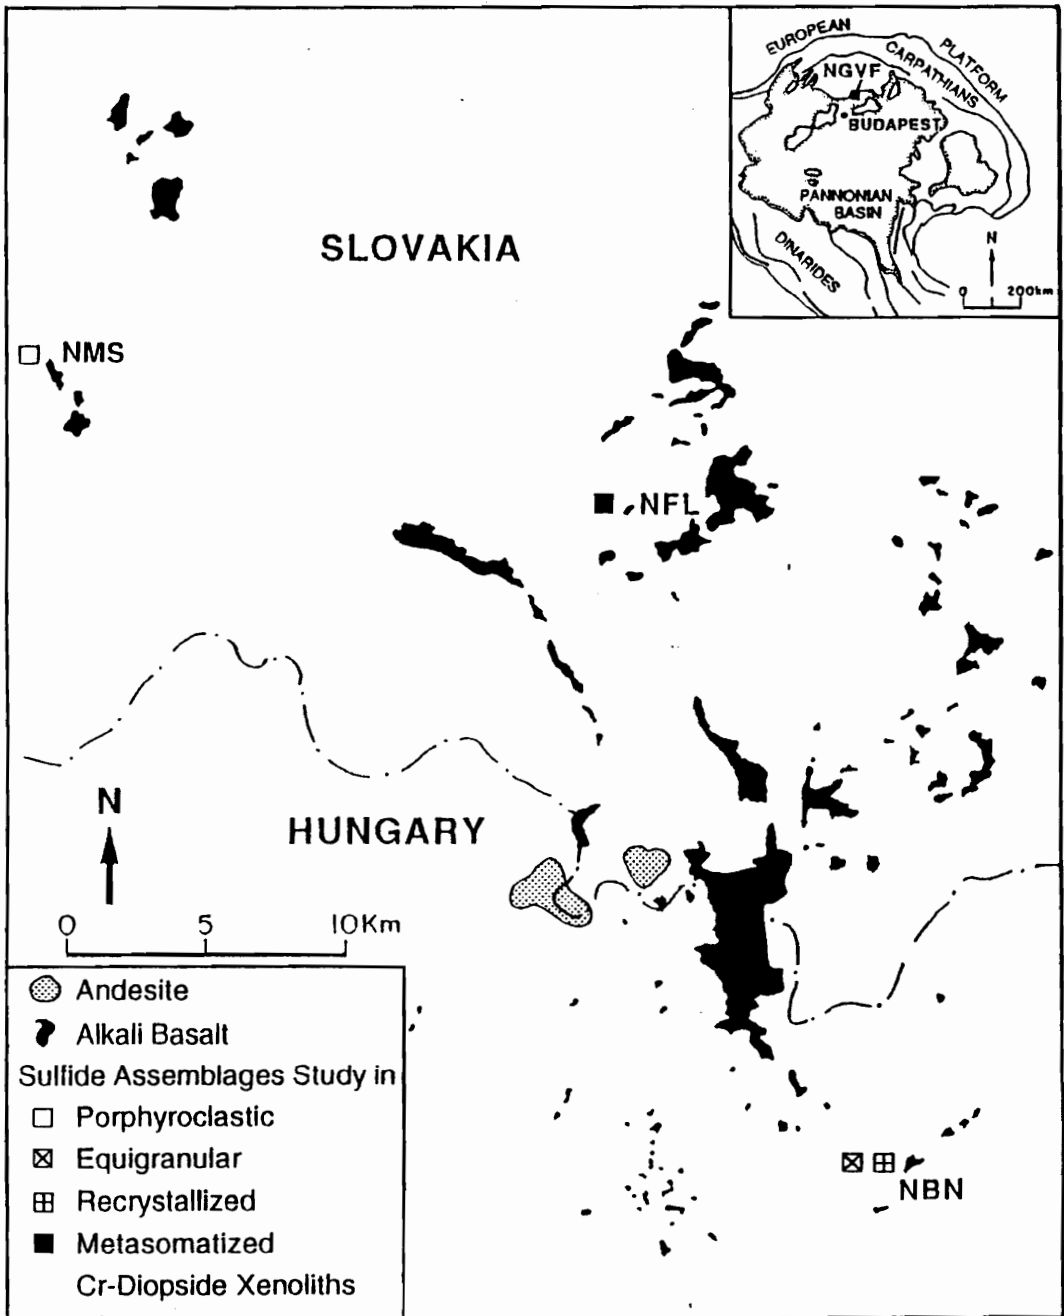 EUROPEAN
PLATFORM
CARPATHIANS
NGVF
BUDAPEST
PANNONIAN
BASIN
DINARIDES
N
0 200km
SLOVAKIA
NMS
NFL
N
HUNGARY
0 5 10Km
Andesite
Alkali Basalt
Sulfide Assemblages Study in
Porphyroclastic
Equigranular
Recrystallized
NBN
Metasomatized
Cr-Diopside Xenoliths